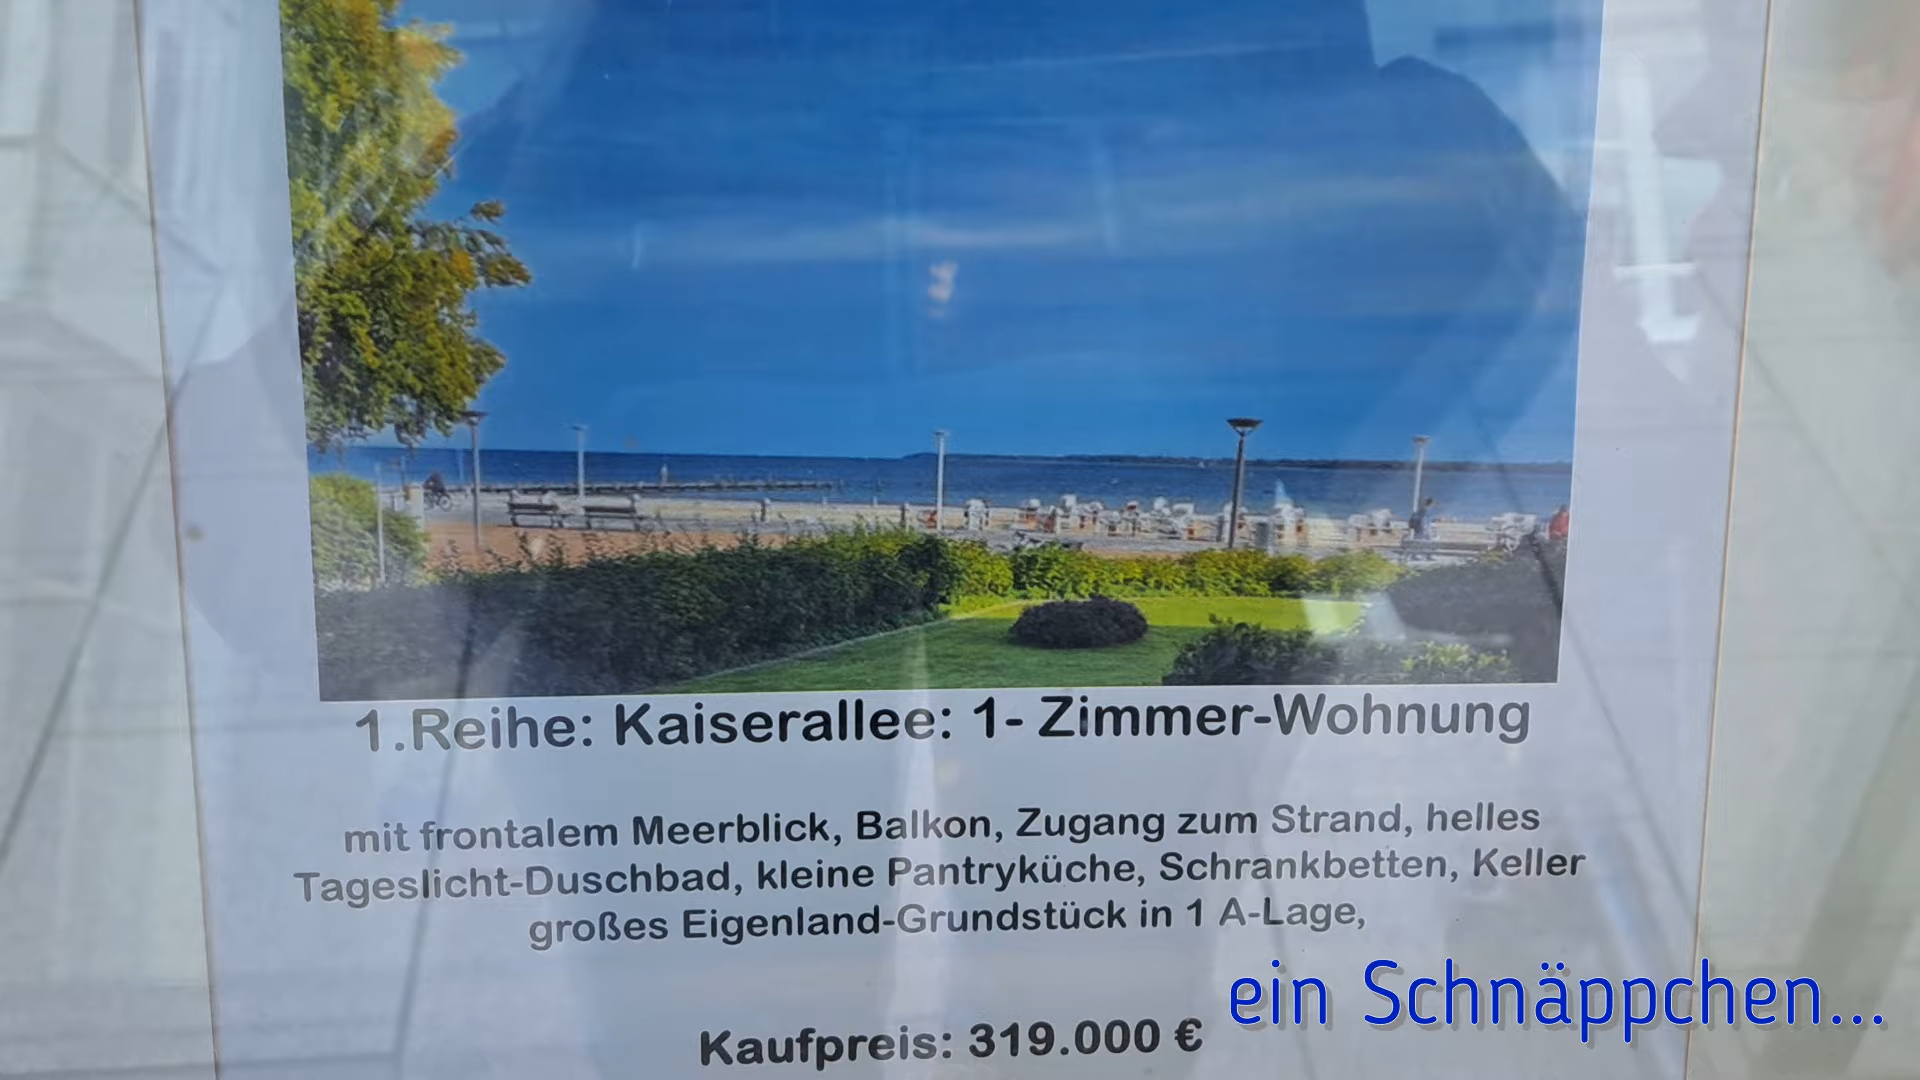 1.Reihe: Kaiserallee: 1- Zimmer-Wohnung
mit frontalem Meerblick, Balkon, Zugang zum Strand, helles
Tageslicht-Duschbad, kleine Pantryküche, Schrankbetten, Keller
großes Eigenland-Grundstück in 1 A-Lage,
ein Schnäppchen...
Kaufpreis: 319.000 €